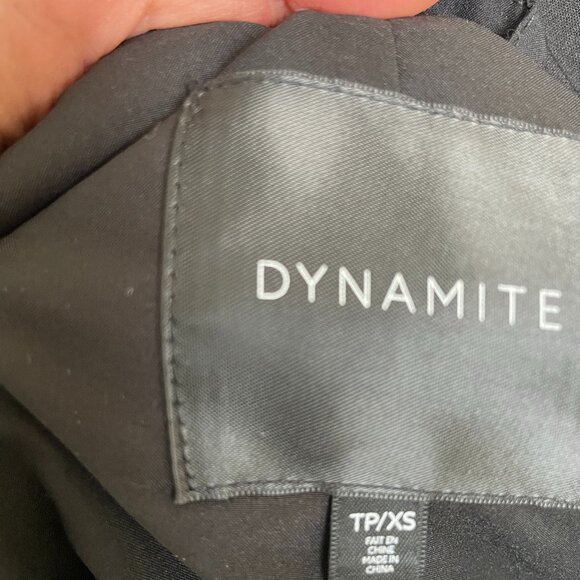 DYNAMITE
TP/XS
FAIT EN
CHINE
MADE IN
CHINA